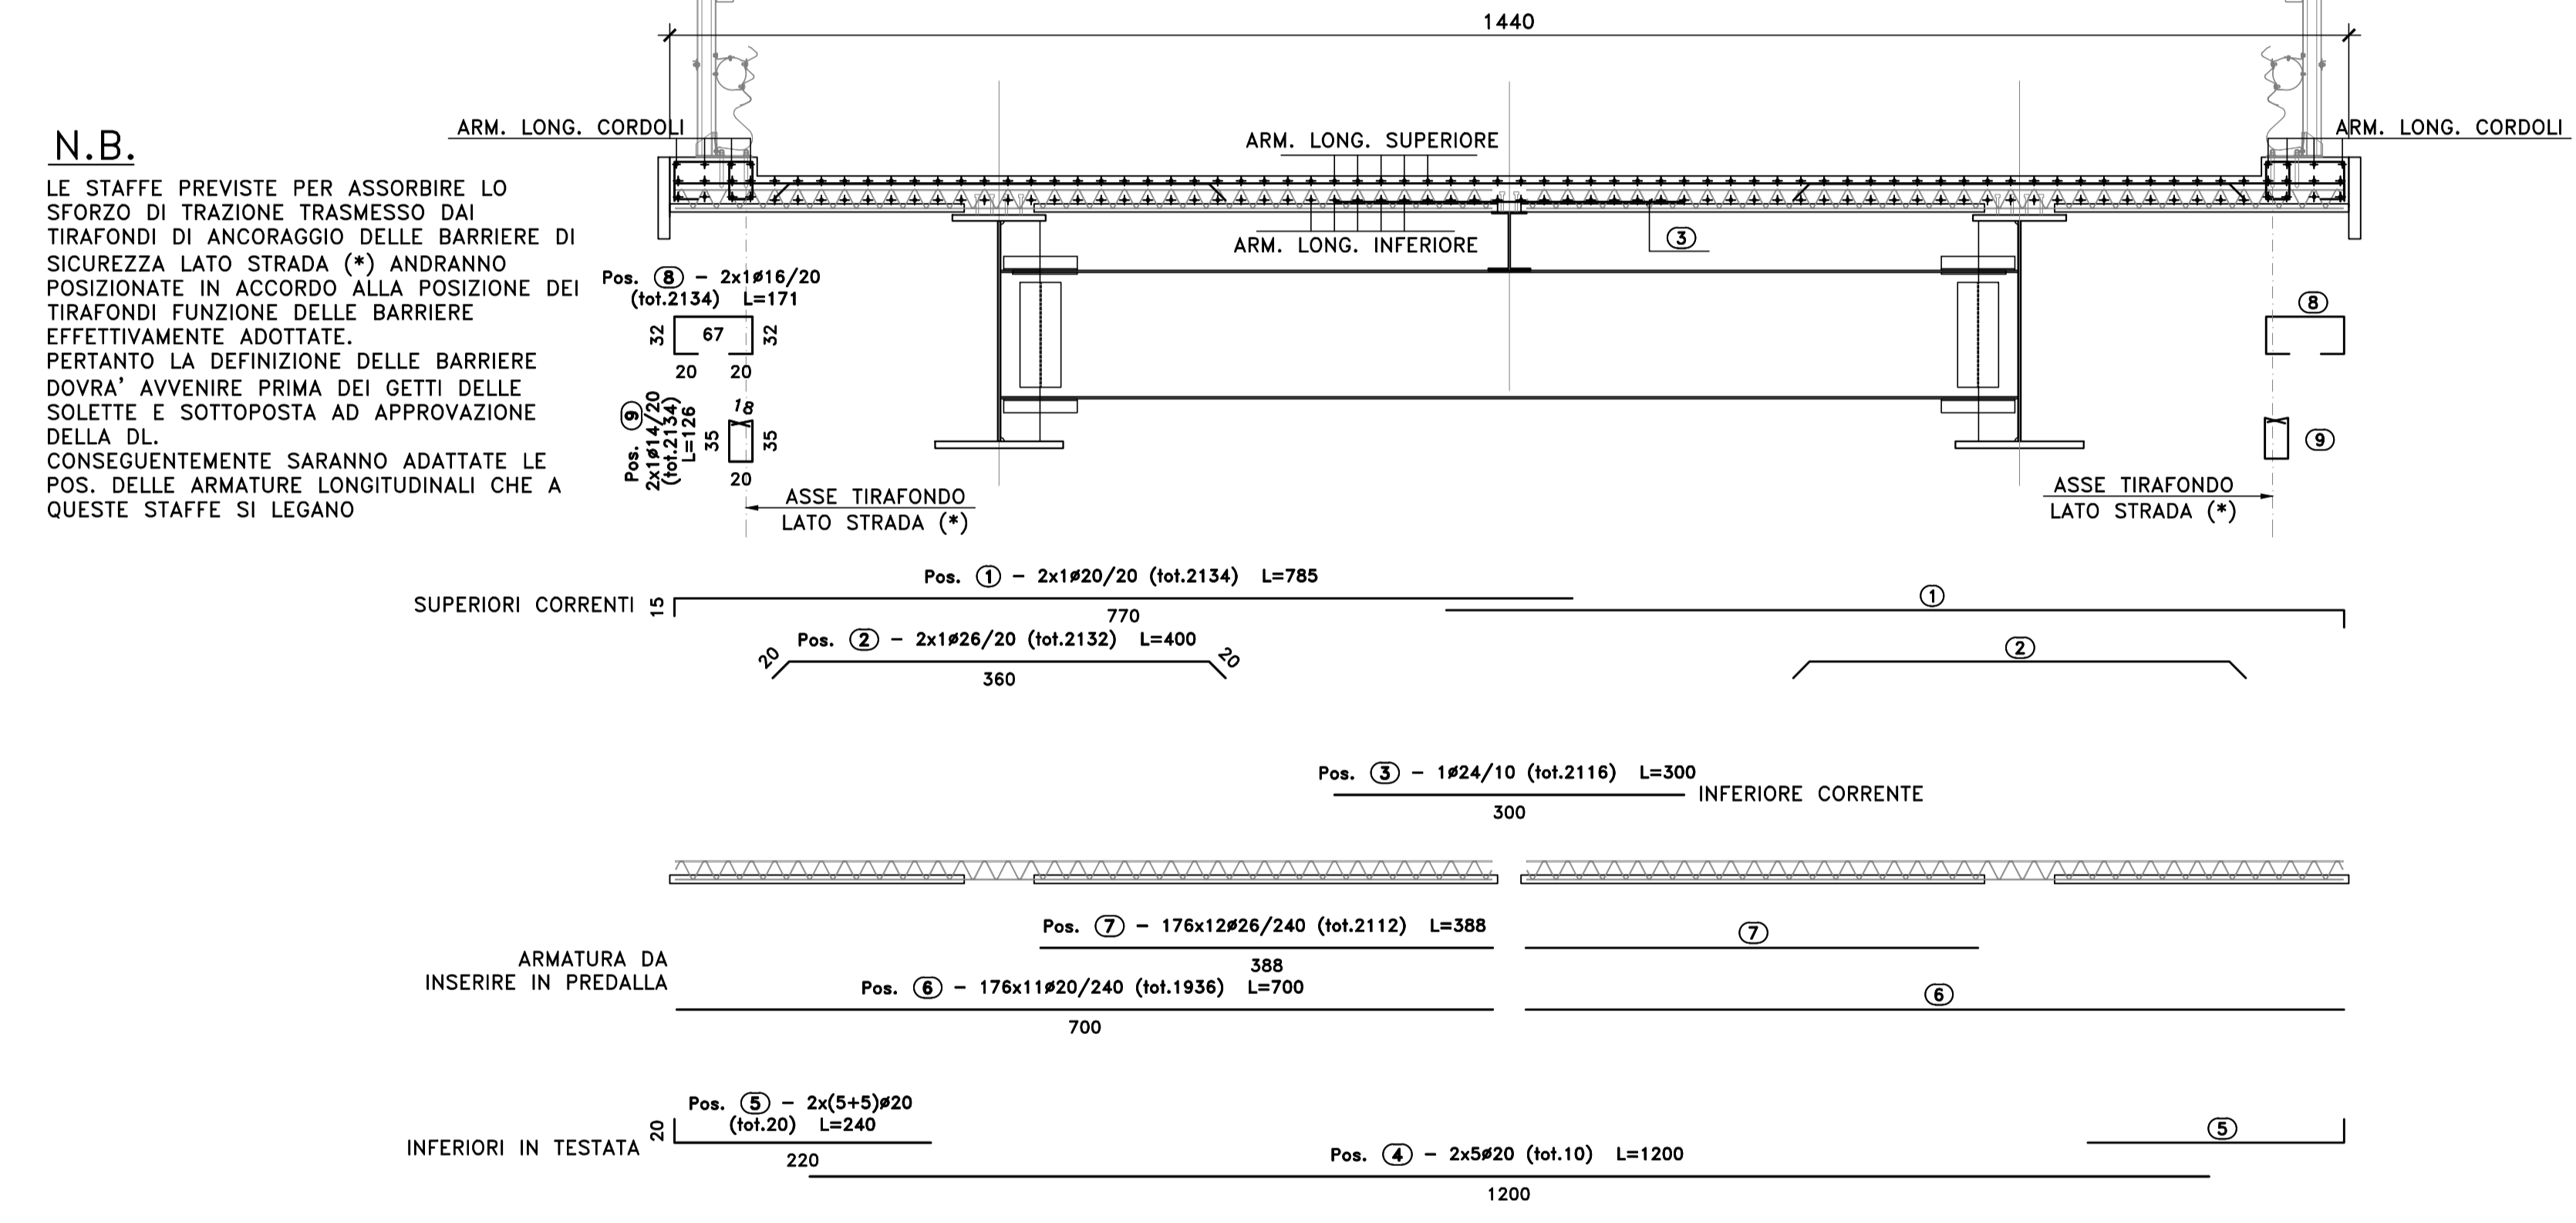 1440
ARM. LONG. CORDOLI
ARM. LONG. SUPERIORE
ARM. LONG. CORDOLI
N.B.
LE STAFFE PREVISTE PER ASSORBIRE LO
SFORZO DI TRAZIONE TRASMESSO DAI
TIRAFONDI DI ANCORAGGIO DELLE BARRIERE DI
SICUREZZA LATO STRADA (*) ANDRANNO
POSIZIONATE IN ACCORDO ALLA POSIZIONE DEI
TIRAFONDI FUNZIONE DELLE BARRIERE
EFFETTIVAMENTE ADOTTATE.
PERTANTO LA DEFINIZIONE DELLE BARRIERE
DOVRA' AVVENIRE PRIMA DEI GETTI DELLE
SOLETTE E SOTTOPOSTA AD APPROVAZIONE
DELLA DL.
CONSEGUENTEMENTE SARANNO ADATTATE LE
POS. DELLE ARMATURE LONGITUDINALI CHE A
QUESTE STAFFE SI LEGANO
ARM. LONG. INFERIORE
3
Pos. 8 - 2x1ø16/20
(tot.2134) L=171
32
67
32
20
20
8
Pos. 9
2x1ø14/20
(tot.2134)
L=126
18
35
35
20
9
ASSE TIRAFONDO
LATO STRADA (*)
ASSE TIRAFONDO
LATO STRADA (*)
Pos. 1 - 2x1ø20/20 (tot.2134) L=785
SUPERIORI CORRENTI
15
770
1
Pos. 2 - 2x1ø26/20 (tot.2132) L=400
20
20
360
2
Pos. 3 - 1ø24/10 (tot.2116) L=300
INFERIORE CORRENTE
300
Pos. 7 - 176x12ø26/240 (tot.2112) L=388
7
388
ARMATURA DA
INSERIRE IN PREDALLA
Pos. 6 - 176x11ø20/240 (tot.1936) L=700
6
700
Pos. 5 - 2x(5+5)ø20
(tot.20) L=240
INFERIORI IN TESTATA
20
220
5
Pos. 4 - 2x5ø20 (tot.10) L=1200
1200